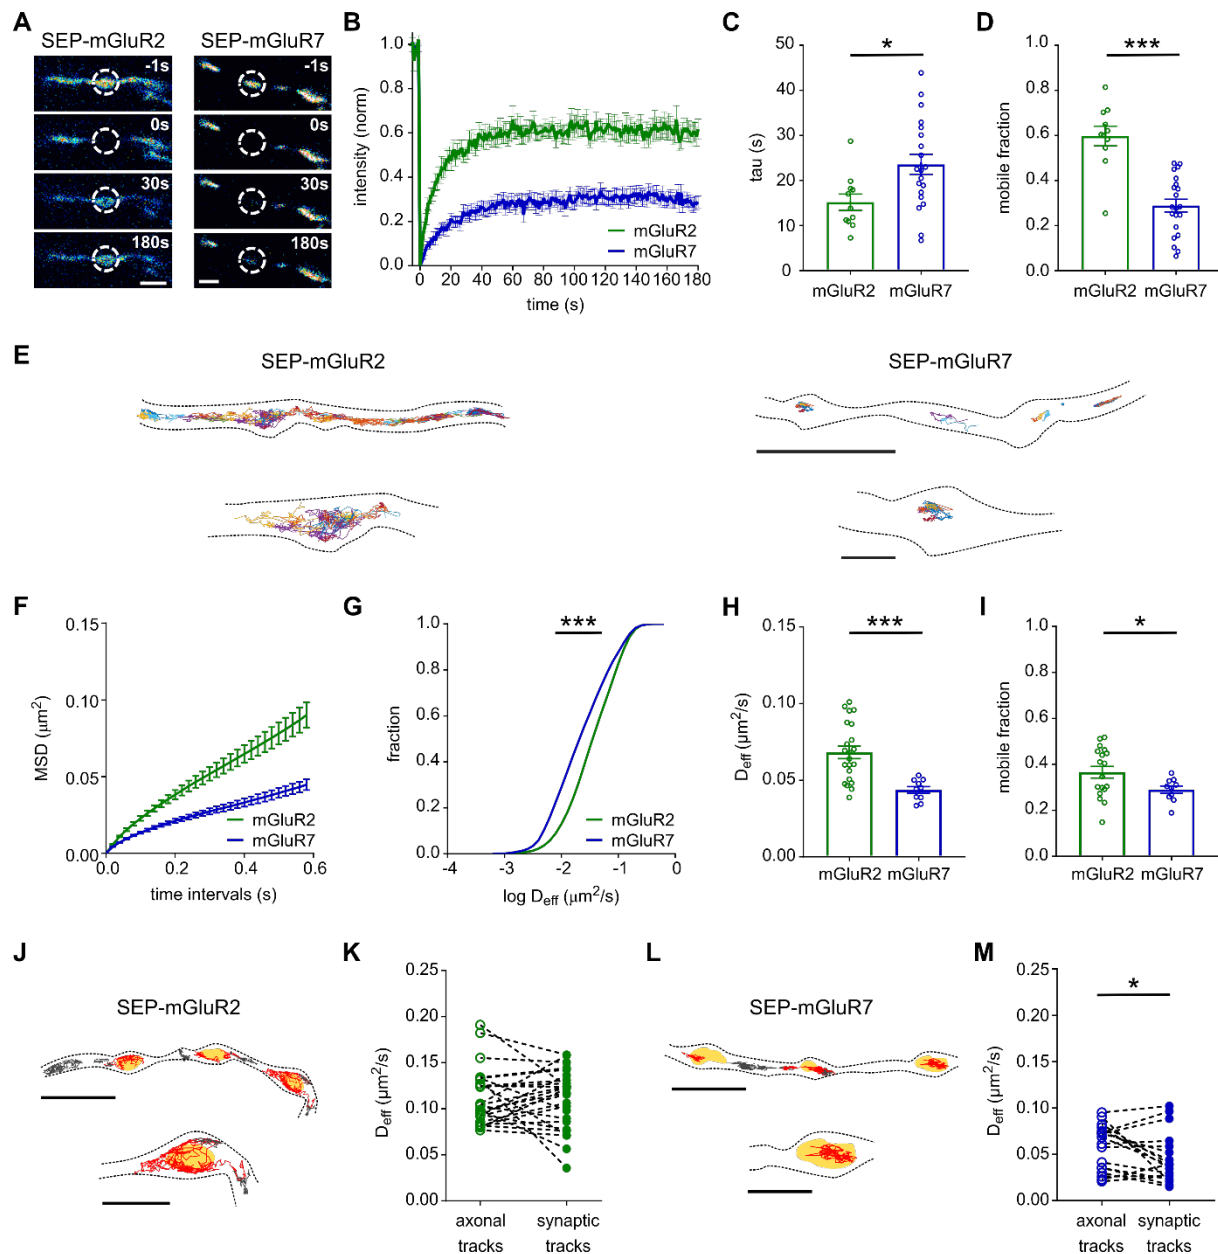 A
SEP-mGluR2
SEP-mGluR7
-1s
0s
30s
180s
-1s
0s
30s
180s
B
intensity (norm)
1.0
0.8
0.6
0.4
0.2
0.0
0 20 40 60 80 100 120 140 160 180
time (s)
mGluR2
mGluR7
C
*
tau (s)
50
40
30
20
10
0
mGluR2 mGluR7
D
***
mobile fraction
1.0
0.8
0.6
0.4
0.2
0.0
mGluR2 mGluR7
E
SEP-mGluR2
SEP-mGluR7
F
MSD (μm²)
0.15
0.10
0.05
0.00
0.0 0.2 0.4 0.6
time intervals (s)
mGluR2
mGluR7
G
***
fraction
1.0
0.8
0.6
0.4
0.2
0.0
-4 -3 -2 -1 0
log Deff (μm²/s)
mGluR2
mGluR7
H
***
Deff (μm²/s)
0.15
0.10
0.05
0.00
mGluR2 mGluR7
I
*
mobile fraction
1.0
0.8
0.6
0.4
0.2
0.0
mGluR2 mGluR7
J
SEP-mGluR2
K
Deff (μm²/s)
0.25
0.20
0.15
0.10
0.05
0.00
axonal tracks
synaptic tracks
L
SEP-mGluR7
M
*
Deff (μm²/s)
0.25
0.20
0.15
0.10
0.05
0.00
axonal tracks
synaptic tracks